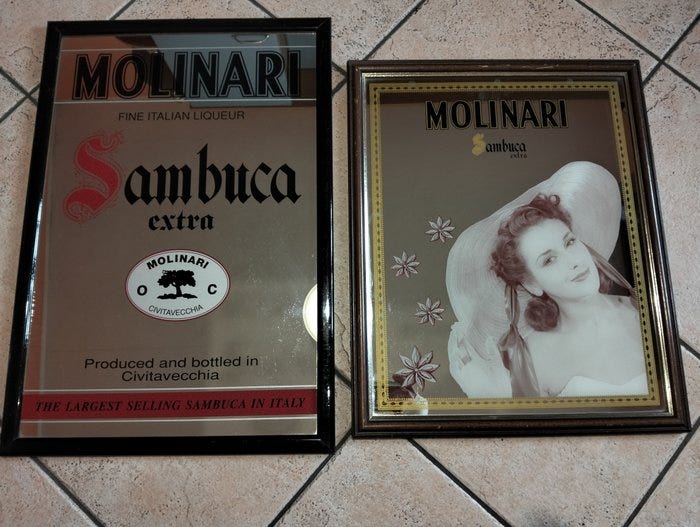 MOLINARI
FINE ITALIAN LIQUEUR
Sambuca
extra
MOLINARI
O C
CIVITAVECCHIA
Produced and bottled in
Civitavecchia
THE LARGEST SELLING SAMBUCA IN ITALY
MOLINARI
Sambuca
extra